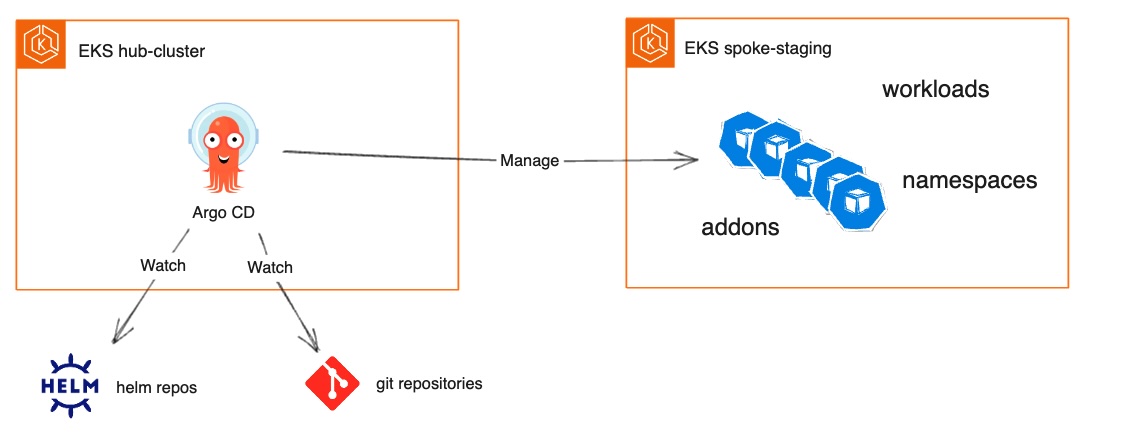 EKS hub-cluster
EKS spoke-staging
workloads
Manage
namespaces
Argo CD
addons
Watch
Watch
HELM
helm repos
git repositories